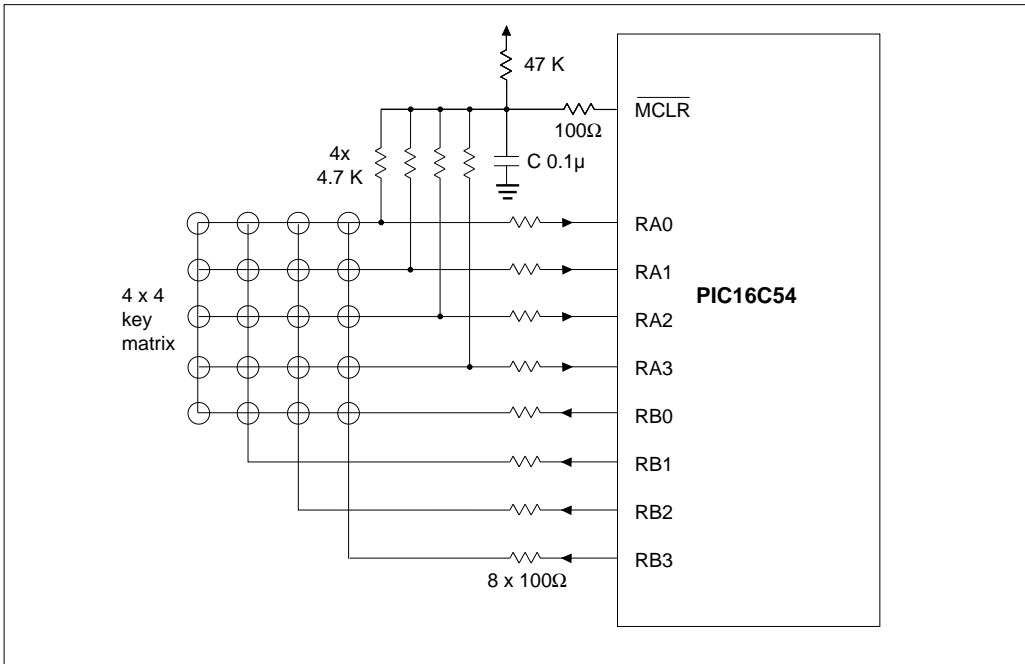 47 K
MCLR
100Ω
4x
4.7 K
C 0.1µ
RA0
RA1
4 x 4
key
matrix
PIC16C54
RA2
RA3
RB0
RB1
RB2
RB3
8 x 100Ω